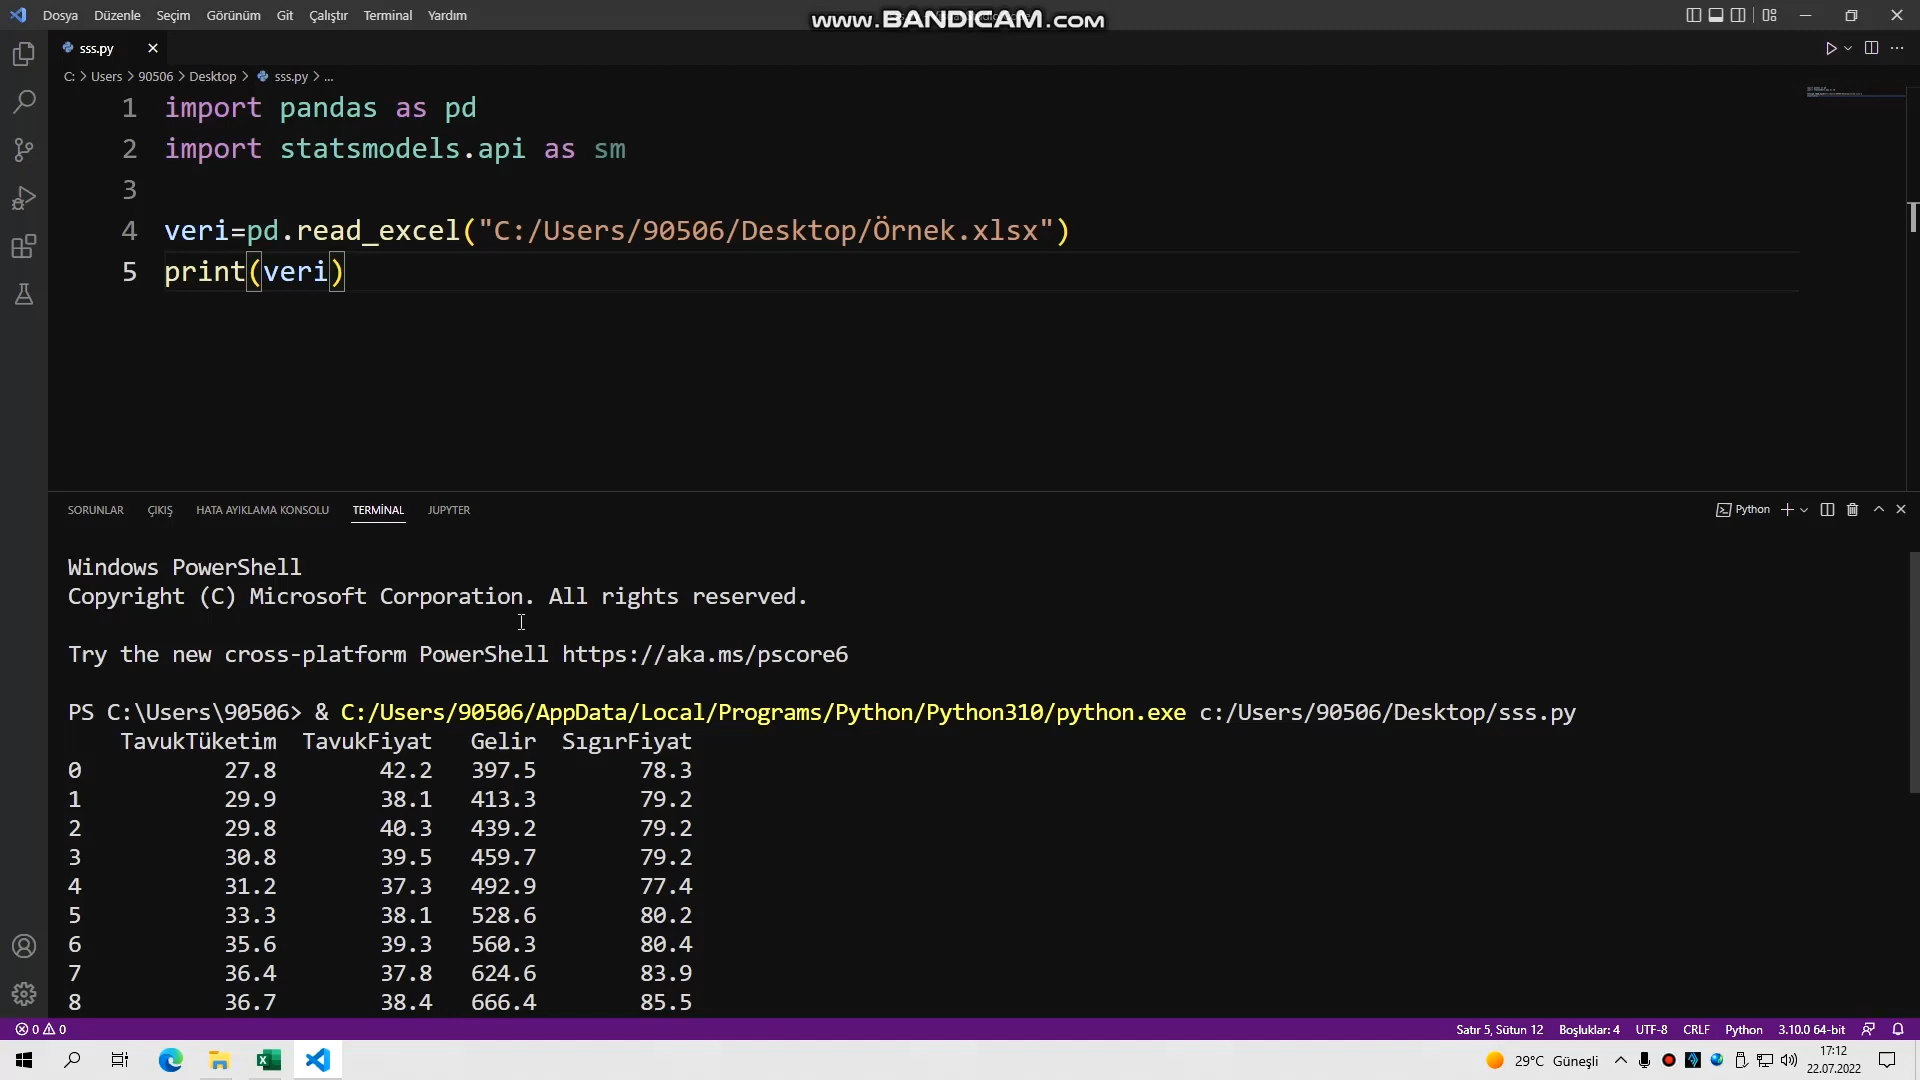 Dosya Düzenle Seçim Görünüm Git Çalıştır Terminal Yardım
www.BANDICAM.com
sss.py
C: > Users > 90506 > Desktop > sss.py > ...
1 import pandas as pd
2 import statsmodels.api as sm
3
4 veri=pd.read_excel("C:/Users/90506/Desktop/Örnek.xlsx")
5 print(veri)
SORUNLAR ÇIKIŞ HATA AYIKLAMA KONSOLU TERMİNAL JUPYTER
Python
Windows PowerShell
Copyright (C) Microsoft Corporation. All rights reserved.
Try the new cross-platform PowerShell https://aka.ms/pscore6
PS C:\Users\90506> & C:/Users/90506/AppData/Local/Programs/Python/Python310/python.exe c:/Users/90506/Desktop/sss.py
TavukTüketim TavukFiyat Gelir SıgırFiyat
0 27.8 42.2 397.5 78.3
1 29.9 38.1 413.3 79.2
2 29.8 40.3 439.2 79.2
3 30.8 39.5 459.7 79.2
4 31.2 37.3 492.9 77.4
5 33.3 38.1 528.6 80.2
6 35.6 39.3 560.3 80.4
7 36.4 37.8 624.6 83.9
8 36.7 38.4 666.4 85.5
0 0
Satır 5, Sütun 12 Boşluklar: 4 UTF-8 CRLF Python 3.10.0 64-bit
29°C Güneşli
17:12
22.07.2022